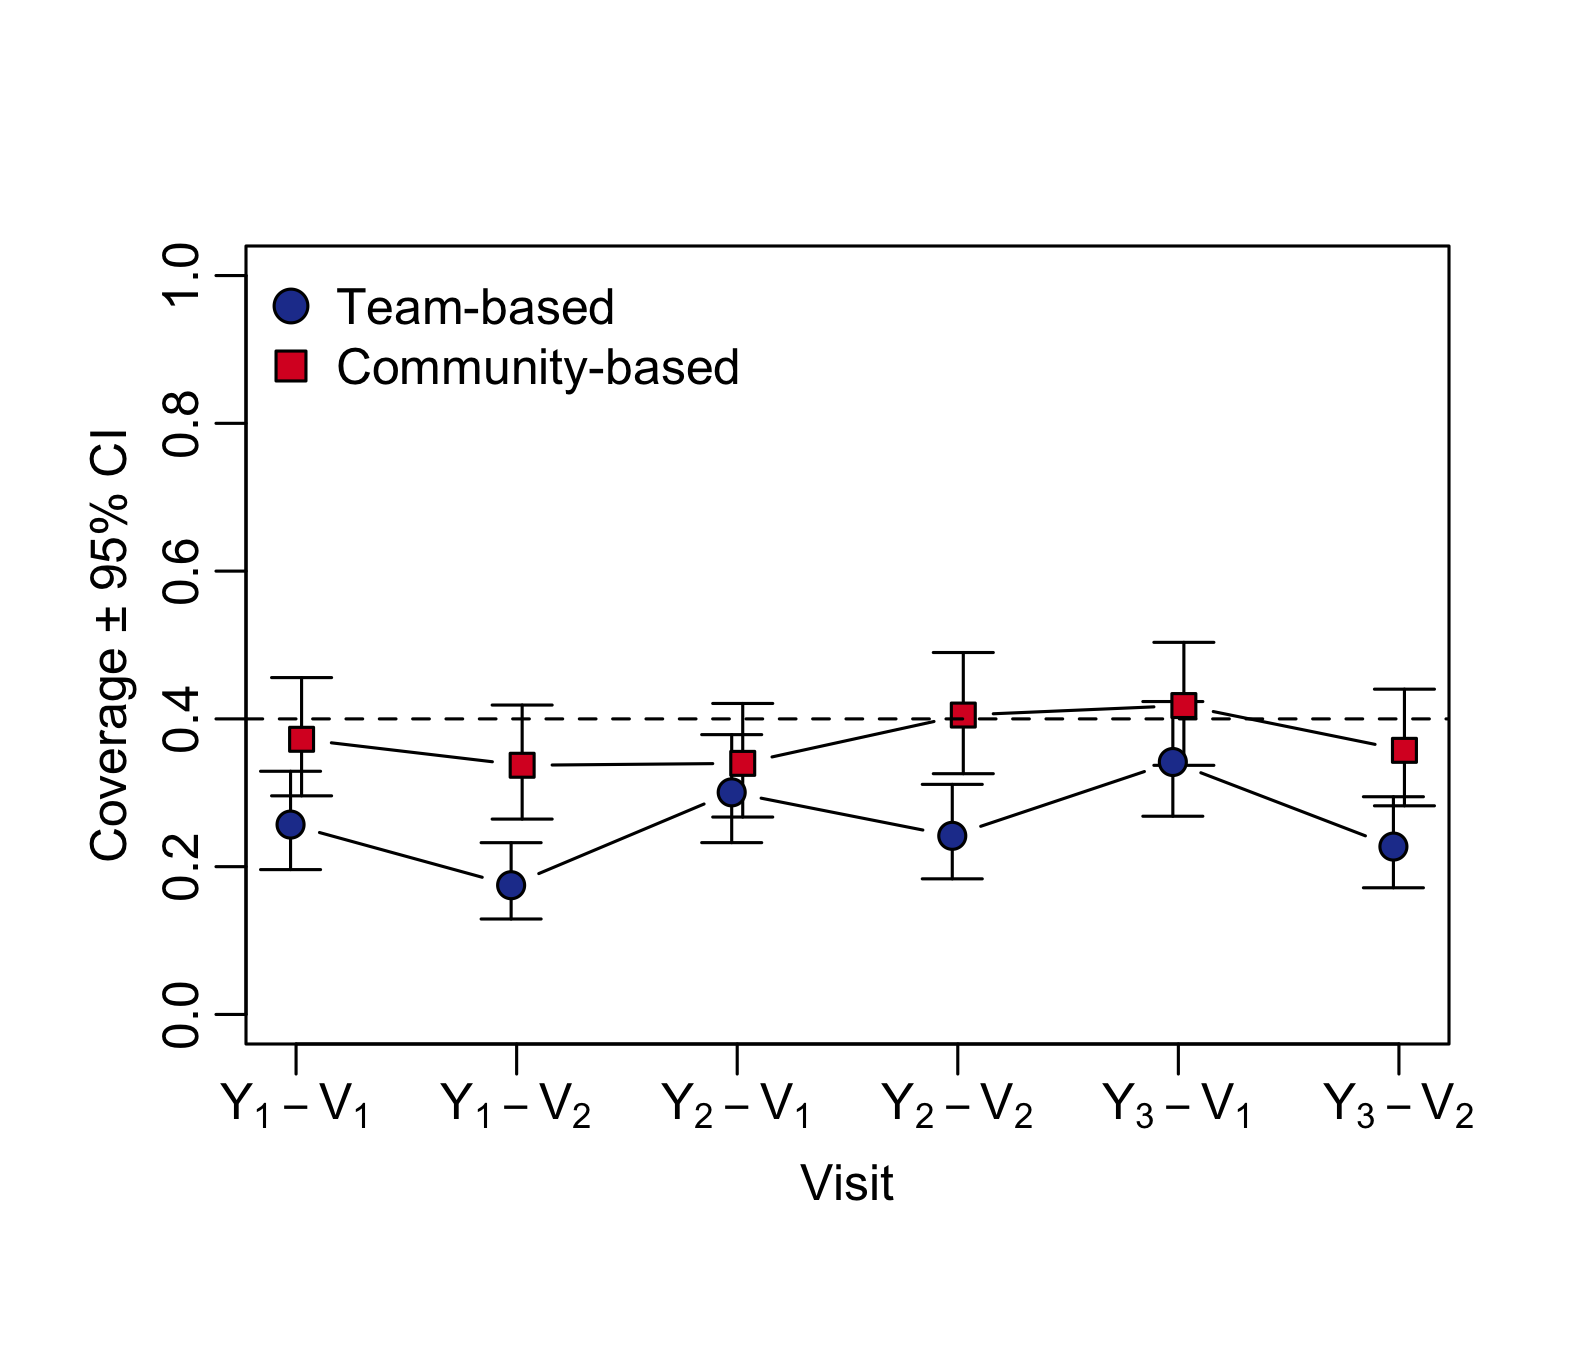 Team-based
Community-based
Coverage ± 95% CI
1.0
0.8
0.6
0.4
0.2
0.0
Y₁ – V₁
Y₁ – V₂
Y₂ – V₁
Y₂ – V₂
Y₃ – V₁
Y₃ – V₂
Visit